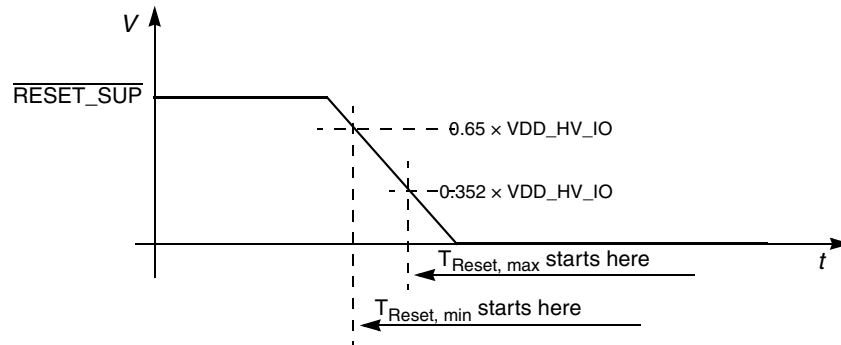 V
RESET_SUP
0.65 × VDD_HV_IO
0.352 × VDD_HV_IO
TReset, max starts here
t
TReset, min starts here